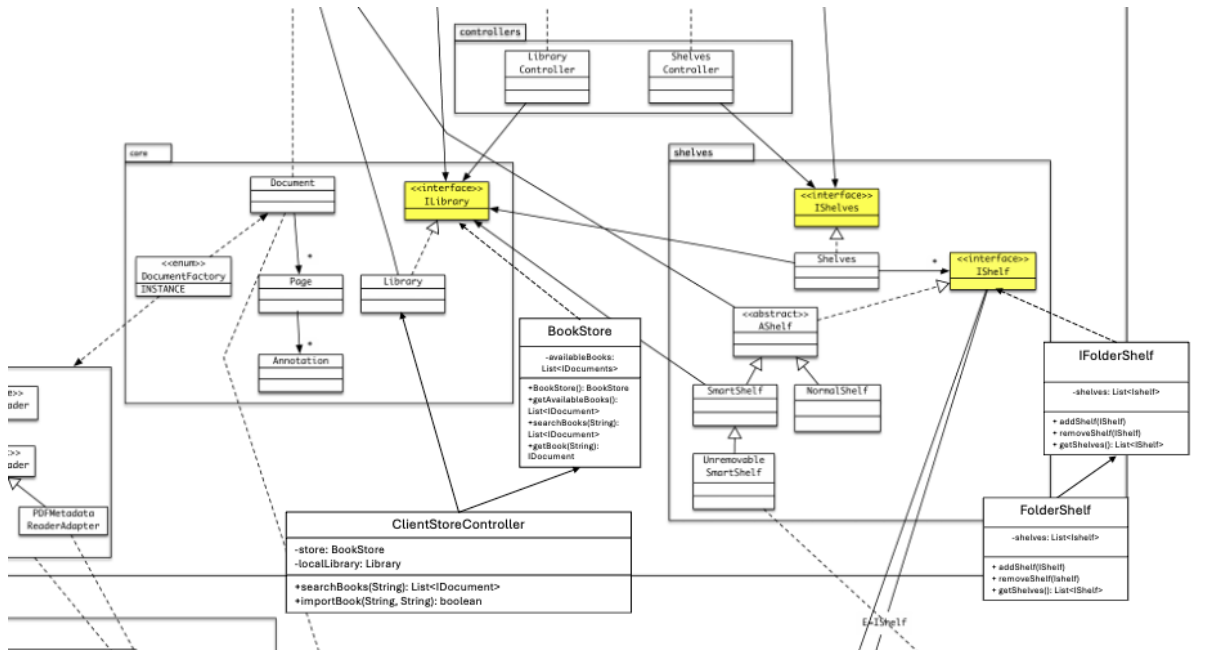 controllers
Library
Controller
Shelves
Controller
core
Document
<<interface>>
ILibrary
<<enum>>
DocumentFactory
INSTANCE
*
Page
Library
*
Annotation
shelves
<<interface>>
IShelves
Shelves
*
<<interface>>
IShelf
<<abstract>>
AShelf
SmartShelf
NormalShelf
Unremovable
SmartShelf
BookStore
-availableBooks:
List<IDocuments>
+BookStore(): BookStore
+getAvailableBooks():
List<IDocument>
+searchBooks(String):
List<IDocument>
+getBook(String):
IDocument
IFolderShelf
-shelves: List<Ishelf>
+ addShelf(IShelf)
+ removeShelf(IShelf)
+ getShelves(): List<IShelf>
FolderShelf
-shelves: List<Ishelf>
+ addShelf(IShelf)
+ removeShelf(Ishelf)
+ getShelves(): List<IShelf>
e>>
ader
>>
ader
PDFMetadata
ReaderAdapter
ClientStoreController
-store: BookStore
-localLibrary: Library
+searchBooks(String): List<IDocument>
+importBook(String, String): boolean
E→IShelf